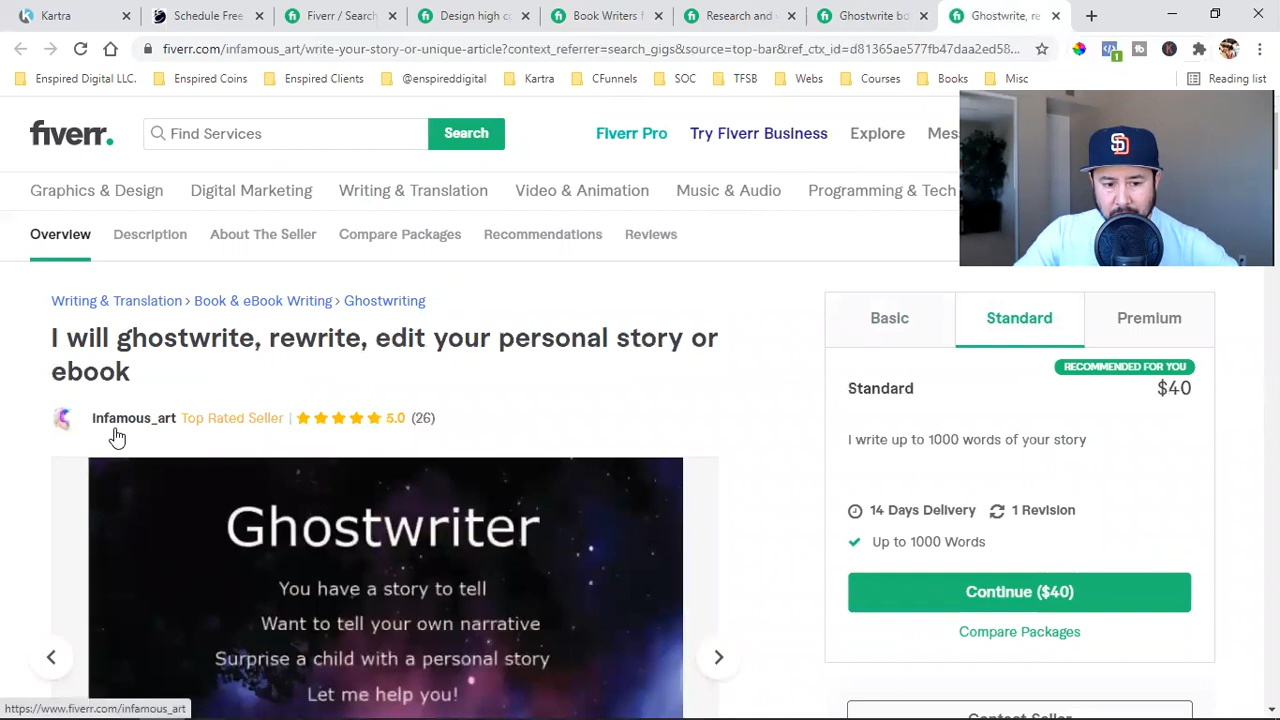 Kartra
Schedule Free
Fiverr / Search
Design high co
Book Writers f
Research and v
Ghostwrite bo
Ghostwrite, re
fiverr.com/infamous_art/write-your-story-or-unique-article?context_referrer=search_gigs&source=top-bar&ref_ctx_id=d81365ae577fb47daa2ed58...
1
Enspired Digital LLC.
Enspired Coins
Enspired Clients
@enspireddigital
Kartra
CFunnels
SOC
TFSB
Webs
Courses
Books
Misc
Reading list
fiverr.
Find Services
Search
Fiverr Pro
Try Fiverr Business
Explore
Mes
SD
Graphics & Design
Digital Marketing
Writing & Translation
Video & Animation
Music & Audio
Programming & Tech
Overview
Description
About The Seller
Compare Packages
Recommendations
Reviews
Writing & Translation › Book & eBook Writing › Ghostwriting
I will ghostwrite, rewrite, edit your personal story or
ebook
Infamous_art Top Rated Seller | 5.0 (26)
Ghostwriter
You have a story to tell
Want to tell your own narrative
Surprise a child with a personal story
Let me help you!
Basic
Standard
Premium
RECOMMENDED FOR YOU
Standard
$40
I write up to 1000 words of your story
14 Days Delivery
1 Revision
Up to 1000 Words
Continue ($40)
Compare Packages
Contact Seller
https://www.fiverr.com/infamous_art